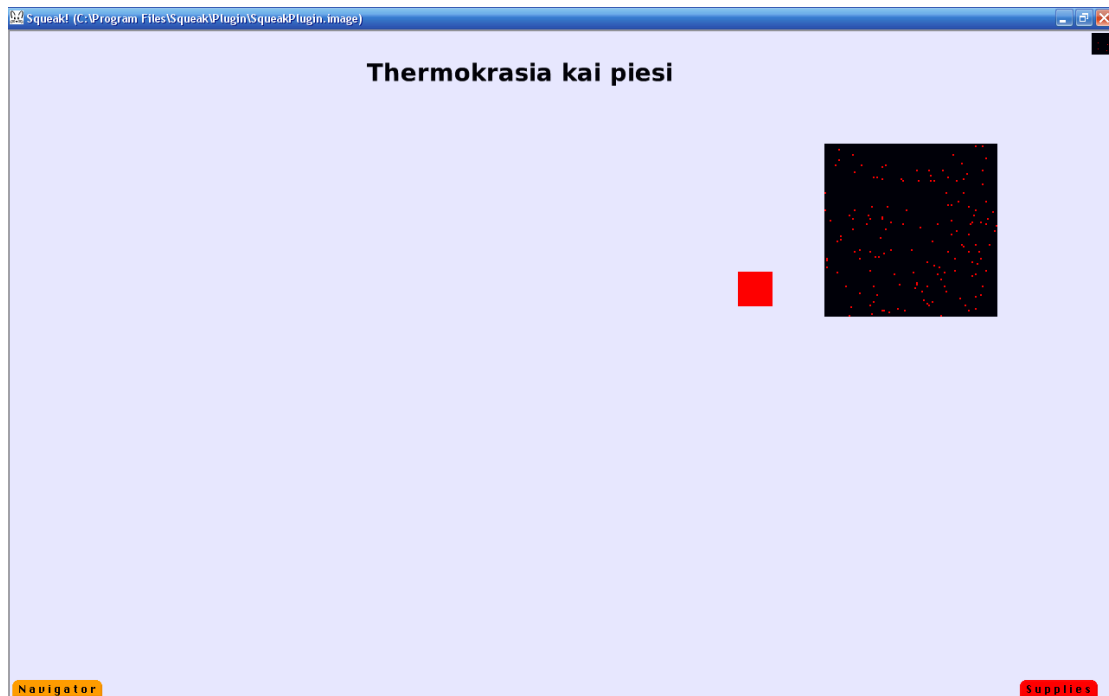 Squeak! (C:\Program Files\Squeak\Plugin\SqueakPlugin.image)
Thermokrasia kai piesi
Navigator
Supplies